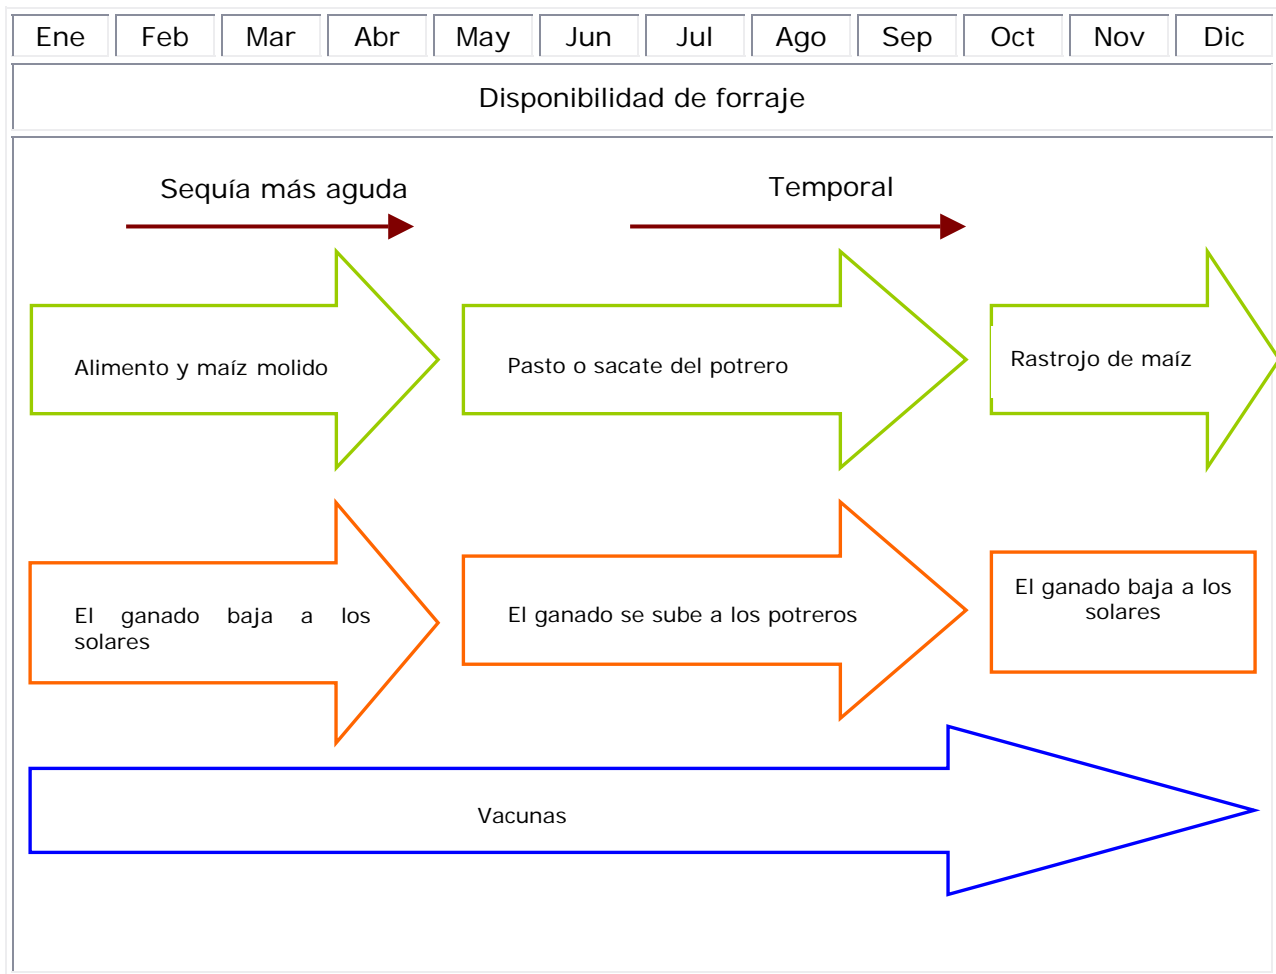 Ene Feb Mar Abr May Jun Jul Ago Sep Oct Nov Dic
Disponibilidad de forraje
Sequía más aguda
Temporal
Alimento y maíz molido
Pasto o sacate del potrero
Rastrojo de maíz
El ganado baja a los
solares
El ganado se sube a los potreros
El ganado baja a los
solares
Vacunas